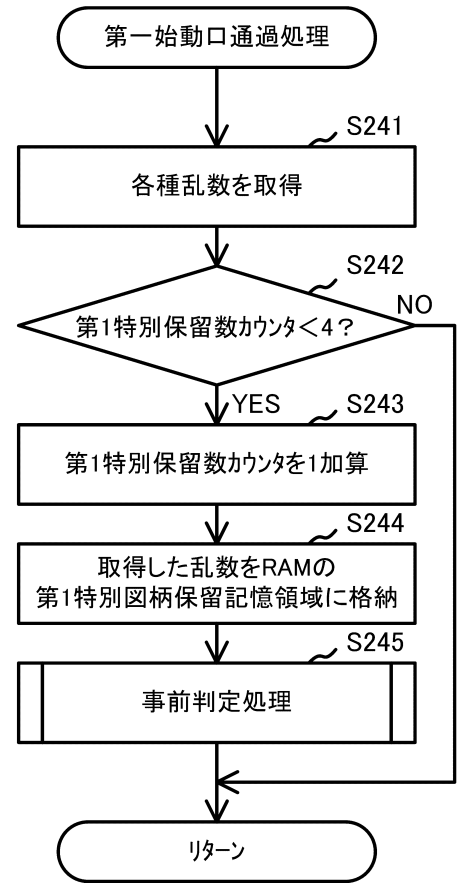 第一始動口通過処理
S241
各種乱数を取得
S242
第1特別保留数ｶｳﾝﾀ＜4？
NO
YES
S243
第1特別保留数ｶｳﾝﾀを1加算
S244
取得した乱数をRAMの
第1特別図柄保留記憶領域に格納
S245
事前判定処理
ﾘﾀｰﾝ